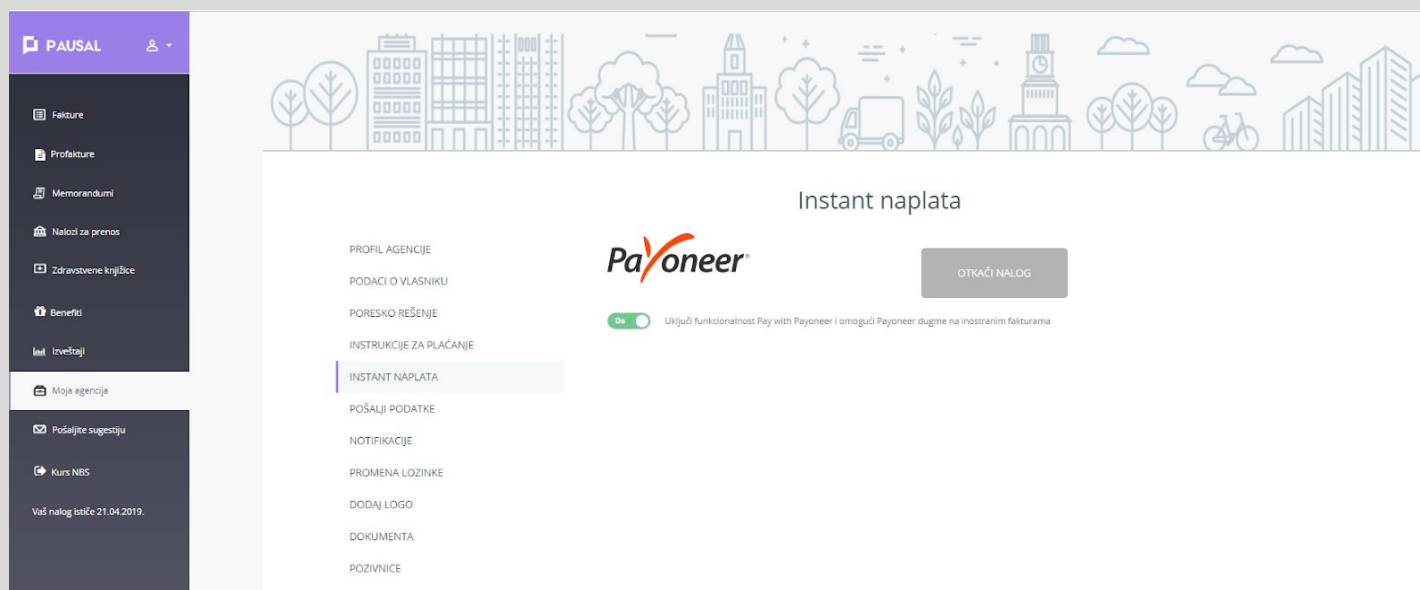 PAUSAL
Fakture
Profakture
Memorandumi
Nalozi za prenos
Zdravstvene knjižice
Benefiti
Izveštaji
Moja agencija
Pošaljite sugestiju
Kurs NBS
Vaš nalog ističe 21.04.2019.
PROFIL AGENCIJE
PODACI O VLASNIKU
PORESKO REŠENJE
INSTRUKCIJE ZA PLAĆANJE
INSTANT NAPLATA
POŠALJI PODATKE
NOTIFIKACIJE
PROMENA LOZINKE
DODAJ LOGO
DOKUMENTA
POZIVNICE
Instant naplata
Payoneer
OTKAČI NALOG
Da
Uključi funkcionalnost Pay with Payoneer i omogući Payoneer dugme na inostranim fakturama